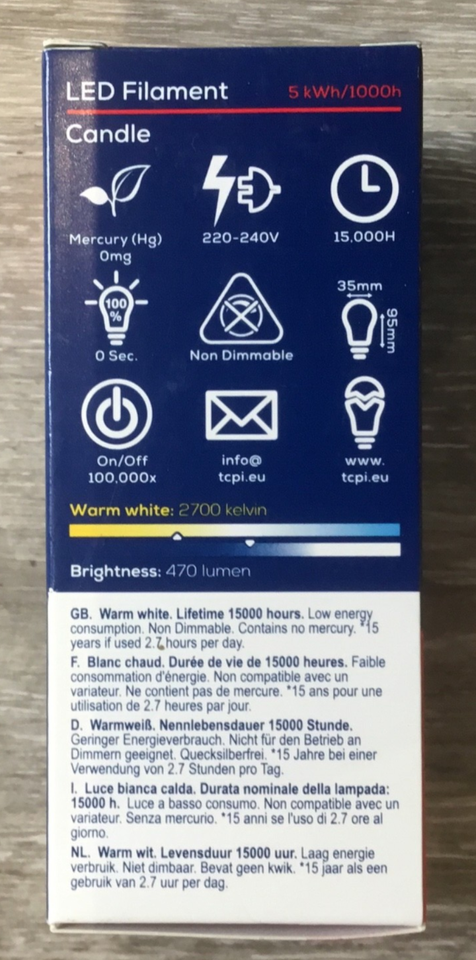 LED Filament 5 kWh/1000h
Candle
Mercury (Hg)
0mg
220-240V
15.000H
100
%
0 Sec.
Non Dimmable
35mm
95mm
On/Off
100,000x
info@
tcpi.eu
www.
tcpi.eu
Warm white: 2700 kelvin
Brightness: 470 lumen
GB. Warm white. Lifetime 15000 hours. Low energy
consumption. Non Dimmable. Contains no mercury. *15
years if used 2.7 hours per day.
F. Blanc chaud. Durée de vie de 15000 heures. Faible
consommation d'énergie. Non compatible avec un
variateur. Ne contient pas de mercure. *15 ans pour une
utilisation de 2.7 heures par jour.
D. Warmweiß. Nennlebensdauer 15000 Stunde.
Geringer Energieverbrauch. Nicht für den Betrieb an
Dimmern geeignet. Quecksilberfrei. *15 Jahre bei einer
Verwendung von 2.7 Stunden pro Tag.
I. Luce bianca calda. Durata nominale della lampada:
15000 h. Luce a basso consumo. Non compatible avec un
variateur. Senza mercurio. *15 anni se l'uso di 2.7 ore al
giorno.
NL. Warm wit. Levensduur 15000 uur. Laag energie
verbruik. Niet dimbaar. Bevat geen kwik. *15 jaar als een
gebruik van 2.7 uur per dag.